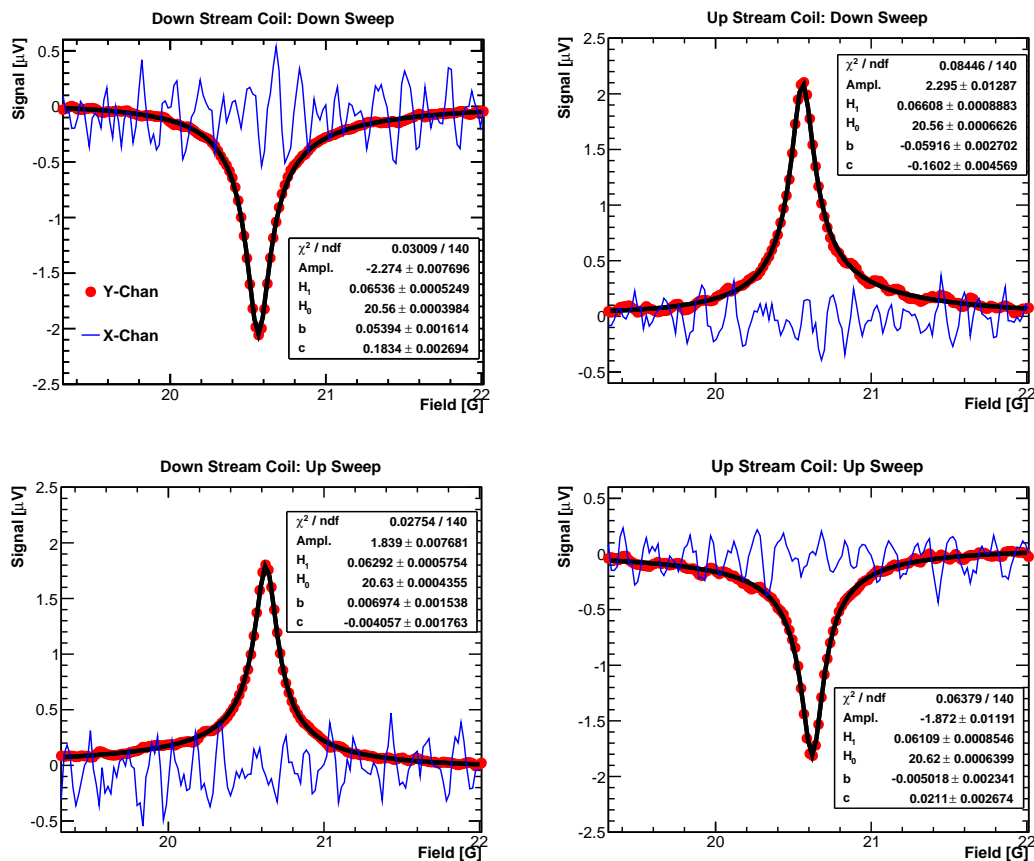 Down Stream Coil: Down Sweep
Signal [μV]
0.5
0
-0.5
-1
-1.5
-2
-2.5
Y-Chan
X-Chan
χ² / ndf 0.03009 / 140
Ampl. -2.274 ± 0.007696
H₁ 0.06536 ± 0.0005249
H₀ 20.56 ± 0.0003984
b 0.05394 ± 0.001614
c 0.1834 ± 0.002694
20 21 22
Field [G]
Up Stream Coil: Down Sweep
Signal [μV]
2.5
2
1.5
1
0.5
0
-0.5
χ² / ndf 0.08446 / 140
Ampl. 2.295 ± 0.01287
H₁ 0.06608 ± 0.0008883
H₀ 20.56 ± 0.0006626
b -0.05916 ± 0.002702
c -0.1602 ± 0.004569
20 21 22
Field [G]
Down Stream Coil: Up Sweep
Signal [μV]
2.5
2
1.5
1
0.5
0
-0.5
χ² / ndf 0.02754 / 140
Ampl. 1.839 ± 0.007681
H₁ 0.06292 ± 0.0005754
H₀ 20.63 ± 0.0004355
b 0.006974 ± 0.001538
c -0.004057 ± 0.001763
20 21 22
Field [G]
Up Stream Coil: Up Sweep
Signal [μV]
0.5
0
-0.5
-1
-1.5
-2
-2.5
χ² / ndf 0.06379 / 140
Ampl. -1.872 ± 0.01191
H₁ 0.06109 ± 0.0008546
H₀ 20.62 ± 0.0006399
b -0.005018 ± 0.002341
c 0.0211 ± 0.002674
20 21 22
Field [G]